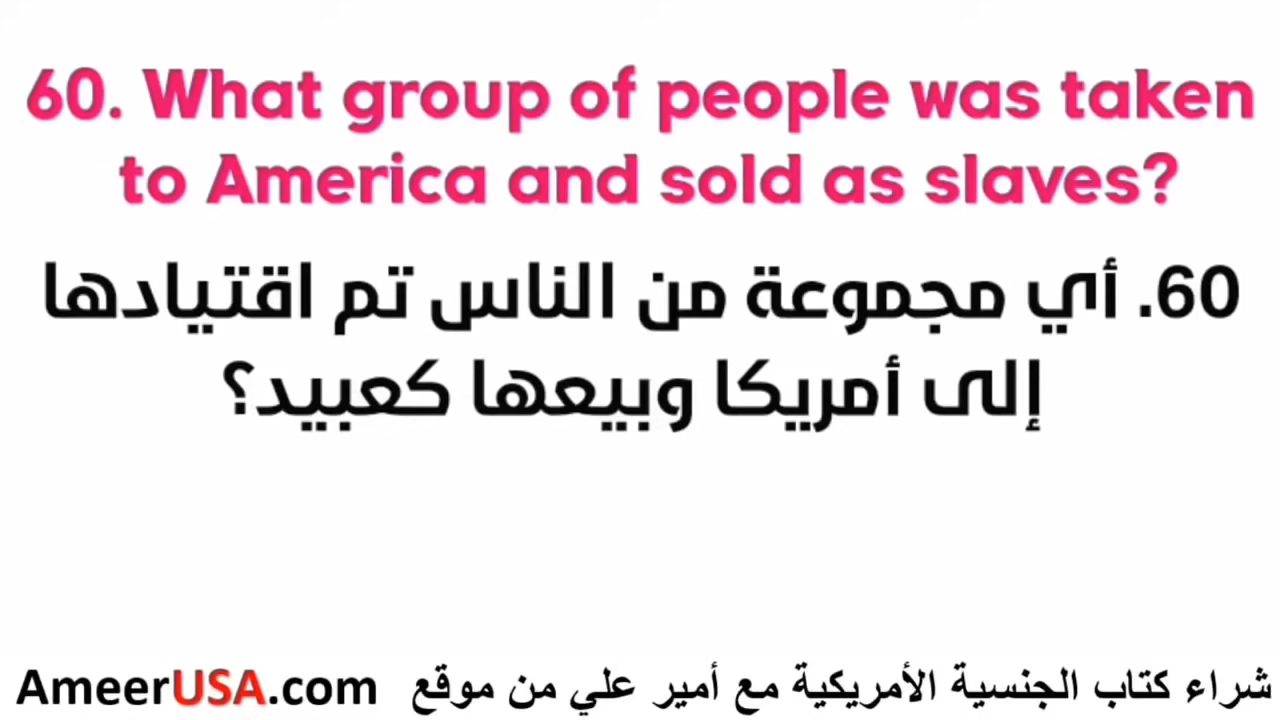 60. What group of people was taken
to America and sold as slaves?
60. أي مجموعة من الناس تم اقتيادها
إلى أمريكا وبيعها كعبيد؟
شراء كتاب الجنسية الأمريكية مع أمير علي من موقع AmeerUSA.com